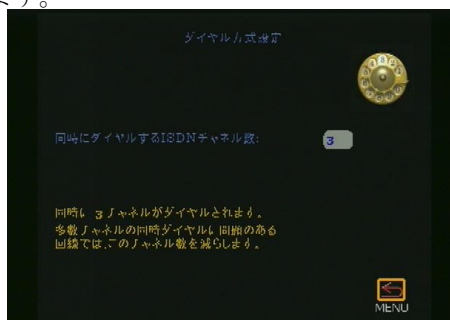 ます。
ダイヤル方式設定
同時にダイヤルするISDNチャネル数:
3
同時に 3 チャネルがダイヤルされます。
多数チャネルの同時ダイヤルに問題のある
回線では、このチャネル数を減らします。
MENU